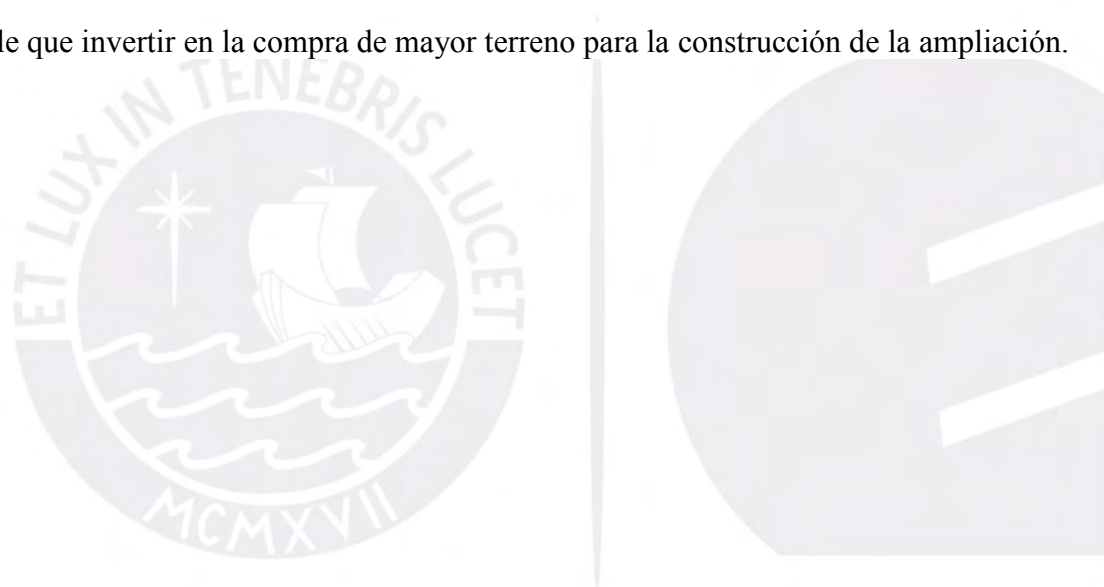 que invertir en la compra de mayor terreno para la construcción de la ampliación.
ET LUX IN TENEBRIS LUCET
MCMXVII